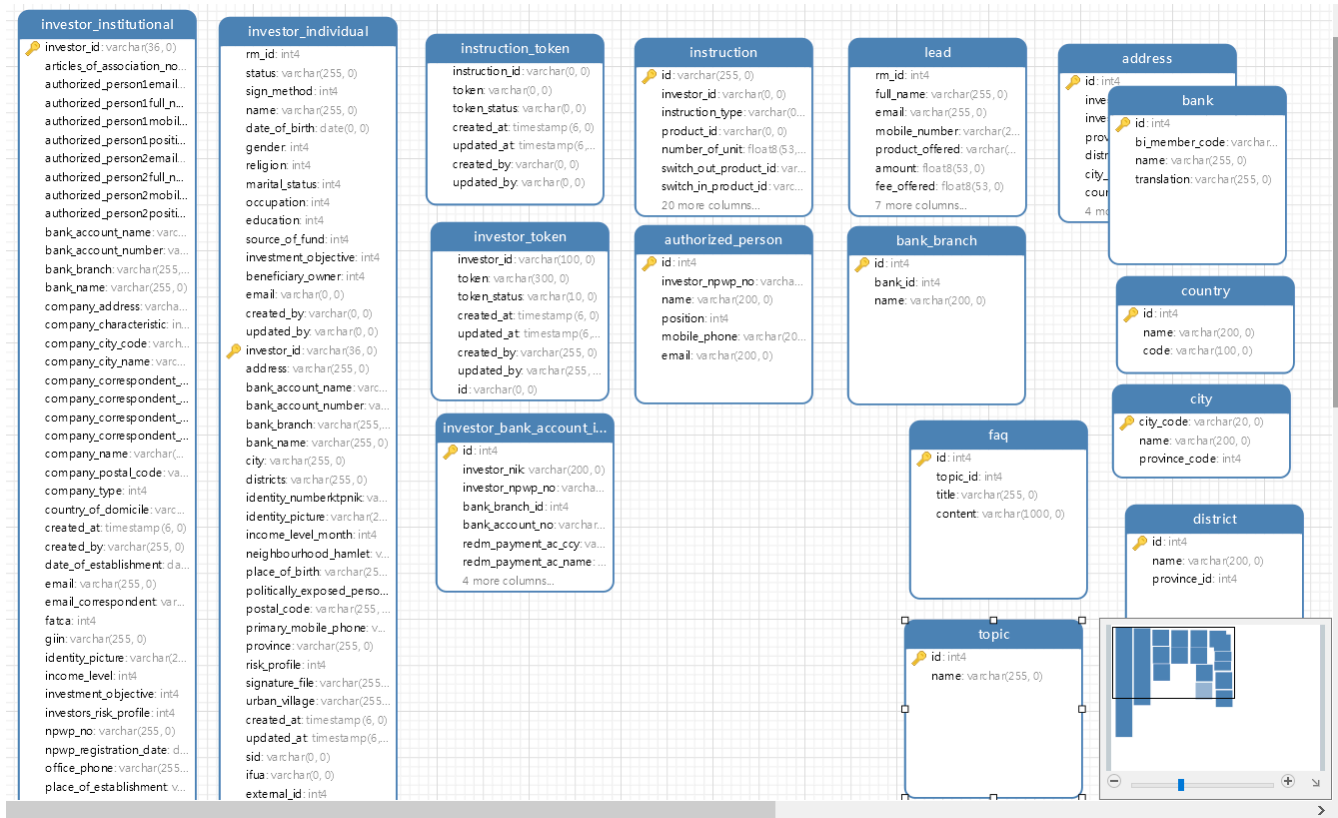 investor_institutional
investor_id: varchar(36, 0)
articles_of_association_no...
authorized_person1email...
authorized_person1full_n...
authorized_person1mobil...
authorized_person1positi...
authorized_person2email...
authorized_person2full_n...
authorized_person2mobil...
authorized_person2positi...
bank_account_name: varc...
bank_account_number: va...
bank_branch: varchar(255,...
bank_name: varchar(255, 0)
company_address: varcha...
company_characteristic: in...
company_city_code: varch...
company_city_name: varc...
company_correspondent_...
company_correspondent_...
company_correspondent_...
company_correspondent_...
company_name: varchar(...
company_postal_code: va...
company_type: int4
country_of_domicile: varc...
created_at: timestamp(6, 0)
created_by: varchar(255, 0)
date_of_establishment: da...
email: varchar(255, 0)
email_correspondent: var...
fatca: int4
giin: varchar(255, 0)
identity_picture: varchar(2...
income_level: int4
investment_objective: int4
investors_risk_profile: int4
npwp_no: varchar(255, 0)
npwp_registration_date: d...
office_phone: varchar(255...
place_of_establishment: v...
investor_individual
rm_id: int4
status: varchar(255, 0)
sign_method: int4
name: varchar(255, 0)
date_of_birth: date(0, 0)
gender: int4
religion: int4
marital_status: int4
occupation: int4
education: int4
source_of_fund: int4
investment_objective: int4
beneficiary_owner: int4
email: varchar(0, 0)
created_by: varchar(0, 0)
updated_by: varchar(0, 0)
investor_id: varchar(36, 0)
address: varchar(255, 0)
bank_account_name: varc...
bank_account_number: va...
bank_branch: varchar(255,...
bank_name: varchar(255, 0)
city: varchar(255, 0)
districts: varchar(255, 0)
identity_numberktpnik: va...
identity_picture: varchar(2...
income_level_month: int4
neighbourhood_hamlet: v...
place_of_birth: varchar(25...
politically_exposed_perso...
postal_code: varchar(255, ...
primary_mobile_phone: v...
province: varchar(255, 0)
risk_profile: int4
signature_file: varchar(255...
urban_village: varchar(255...
created_at: timestamp(6, 0)
updated_at: timestamp(6,...
sid: varchar(0, 0)
ifua: varchar(0, 0)
external_id: int4
instruction_token
instruction_id: varchar(0, 0)
token: varchar(0, 0)
token_status: varchar(0, 0)
created_at: timestamp(6, 0)
updated_at: timestamp(6,...
created_by: varchar(0, 0)
updated_by: varchar(0, 0)
investor_token
investor_id: varchar(100, 0)
token: varchar(300, 0)
token_status: varchar(10, 0)
created_at: timestamp(6, 0)
updated_at: timestamp(6,...
created_by: varchar(255, 0)
updated_by: varchar(255, ...
id: varchar(0, 0)
investor_bank_account_i...
id: int4
investor_nik: varchar(200, 0)
investor_npwp_no: varcha...
bank_branch_id: int4
bank_account_no: varchar...
redm_payment_ac_ccy: va...
redm_payment_ac_name: ...
4 more columns...
instruction
id: varchar(255, 0)
investor_id: varchar(0, 0)
instruction_type: varchar(0...
product_id: varchar(0, 0)
number_of_unit: float8(53,...
switch_out_product_id: var...
switch_in_product_id: varc...
20 more columns...
authorized_person
id: int4
investor_npwp_no: varcha...
name: varchar(200, 0)
position: int4
mobile_phone: varchar(20...
email: varchar(200, 0)
lead
rm_id: int4
full_name: varchar(255, 0)
email: varchar(255, 0)
mobile_number: varchar(2...
product_offered: varchar(...
amount: float8(53, 0)
fee_offered: float8(53, 0)
7 more columns...
bank_branch
id: int4
bank_id: int4
name: varchar(200, 0)
faq
id: int4
topic_id: int4
title: varchar(255, 0)
content: varchar(1000, 0)
topic
id: int4
name: varchar(255, 0)
address
id: int4
inve
inve
prov
distr
city_
cour
4 mo
bank
id: int4
bi_member_code: varchar...
name: varchar(255, 0)
translation: varchar(255, 0)
country
id: int4
name: varchar(200, 0)
code: varchar(100, 0)
city
city_code: varchar(20, 0)
name: varchar(200, 0)
province_code: int4
district
id: int4
name: varchar(200, 0)
province_id: int4